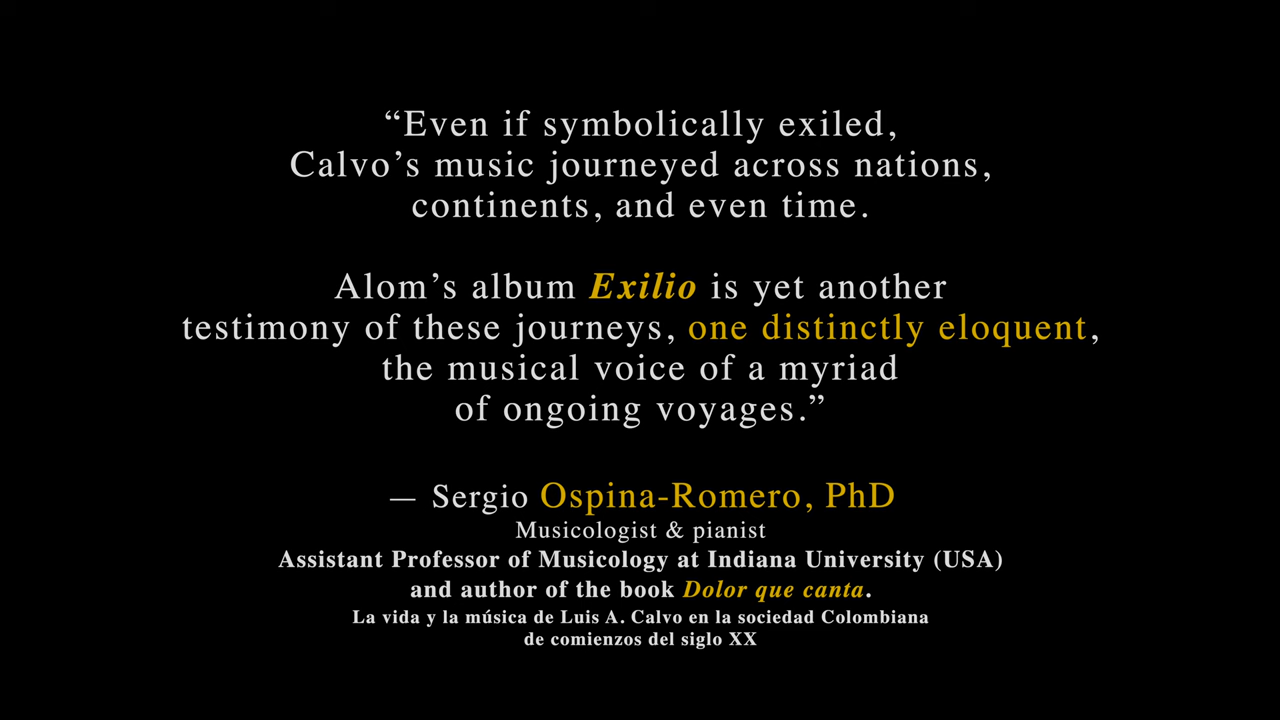 “Even if symbolically exiled,
Calvo’s music journeyed across nations,
continents, and even time.
Alom’s album Exilio is yet another
testimony of these journeys, one distinctly eloquent,
the musical voice of a myriad
of ongoing voyages.”
— Sergio Ospina-Romero, PhD
Musicologist & pianist
Assistant Professor of Musicology at Indiana University (USA)
and author of the book Dolor que canta.
La vida y la música de Luis A. Calvo en la sociedad Colombiana
de comienzos del siglo XX